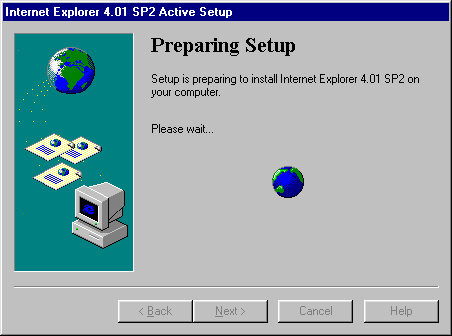 Internet Explorer 4.01 SP2 Active Setup
Preparing Setup
Setup is preparing to install Internet Explorer 4.01 SP2 on
your computer.
Please wait...
< Back
Next >
Cancel
Help